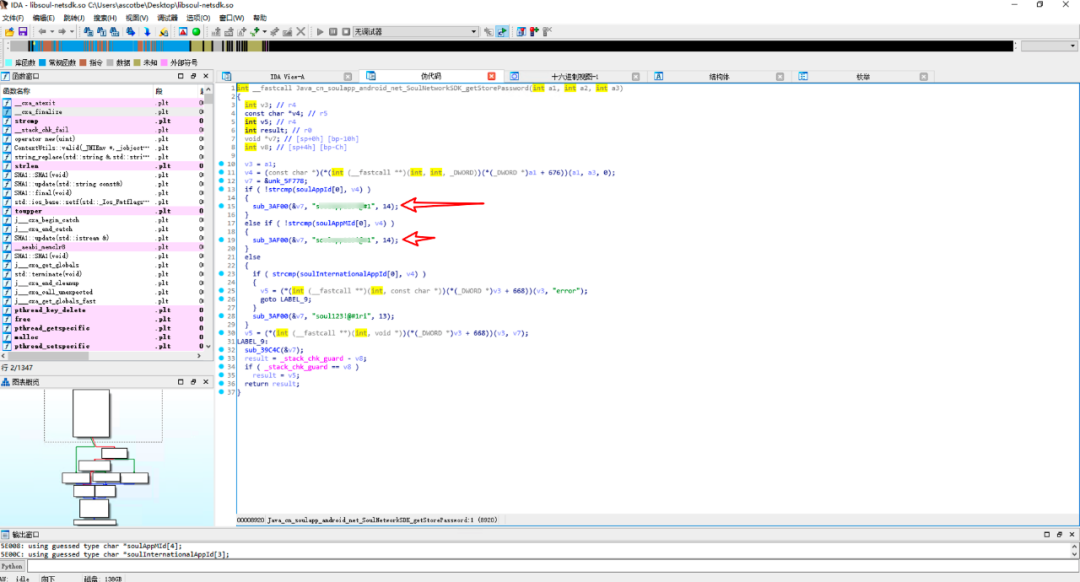 IDA - libsoul-netsdk.so C:\Users\ascotbe\Desktop\libsoul-netsdk.so
文件(F) 编辑(E) 跳转(J) 搜索(H) 视图(V) 调试器 选项(O) 窗口(W) 帮助
无调试器
库函数 常规函数 指令 数据 未知 外部符号
函数窗口
函数名称 段
__cxa_atexit .plt
__cxa_finalize .plt
strcmp .plt
__stack_chk_fail .plt
operator new(uint) .plt
ContextUtils::valid(_JNIEnv *,_jobject⋯ .plt
string_replace(std::string &,std::stri⋯ .plt
strlen .plt
SHA1::SHA1(void) .plt
SHA1::update(std::string const&) .plt
SHA1::final(void) .plt
std::ios_base::setf(std::_Ios_Fmtflags⋯ .plt
toupper .plt
j___cxa_begin_catch .plt
j___cxa_end_catch .plt
SHA1::update(std::istream &) .plt
__aeabi_memclr8 .plt
SHA1::SHA1(void) .plt
j___cxa_get_globals .plt
std::terminate(void) .plt
j___cxa_end_cleanup .plt
j___cxa_call_unexpected .plt
j___cxa_get_globals_fast .plt
pthread_key_delete .plt
free .plt
pthread_getspecific .plt
malloc .plt
pthread_setspecific .plt
行 2/1347
图表概览
IDA View-A 伪代码 十六进制视图-1 结构体 枚举
1 int __fastcall Java_cn_soulapp_android_net_SoulNetworkSDK_getStorePassword(int a1, int a2, int a3)
2 {
3 int v3; // r4
4 const char *v4; // r5
5 int v5; // r4
6 int result; // r0
7 void *v7; // [sp+0h] [bp-10h]
8 int v8; // [sp+4h] [bp-Ch]
9
10 v3 = a1;
11 v4 = (const char *)(*(int (__fastcall **)(int, int, _DWORD))(*(_DWORD *)a1 + 676))(a1, a3, 0);
12 v7 = &unk_5F778;
13 if ( !strcmp(soulAppId[0], v4) )
14 {
15 sub_3AF00(&v7, "s @#1", 14);
16 }
17 else if ( !strcmp(soulAppMId[0], v4) )
18 {
19 sub_3AF00(&v7, "so 1", 14);
20 }
21 else
22 {
23 if ( strcmp(soulInternationalAppId[0], v4) )
24 {
25 v5 = (*(int (__fastcall **)(int, const char *))(*(_DWORD *)v3 + 668))(v3, "error");
26 goto LABEL_9;
27 }
28 sub_3AF00(&v7, "soul123!@#1ri", 13);
29 }
30 v5 = (*(int (__fastcall **)(int, void *))(*(_DWORD *)v3 + 668))(v3, v7);
31 LABEL_9:
32 sub_39C4C(&v7);
33 result = _stack_chk_guard - v8;
34 if ( _stack_chk_guard == v8 )
35 result = v5;
36 return result;
37 }
00008920 Java_cn_soulapp_android_net_SoulNetworkSDK_getStorePassword:1 (8920)
输出窗口
5E008: using guessed type char *soulAppMId[4];
5E00C: using guessed type char *soulInternationalAppId[3];
Python
AU: idle 向下 磁盘: 138GB